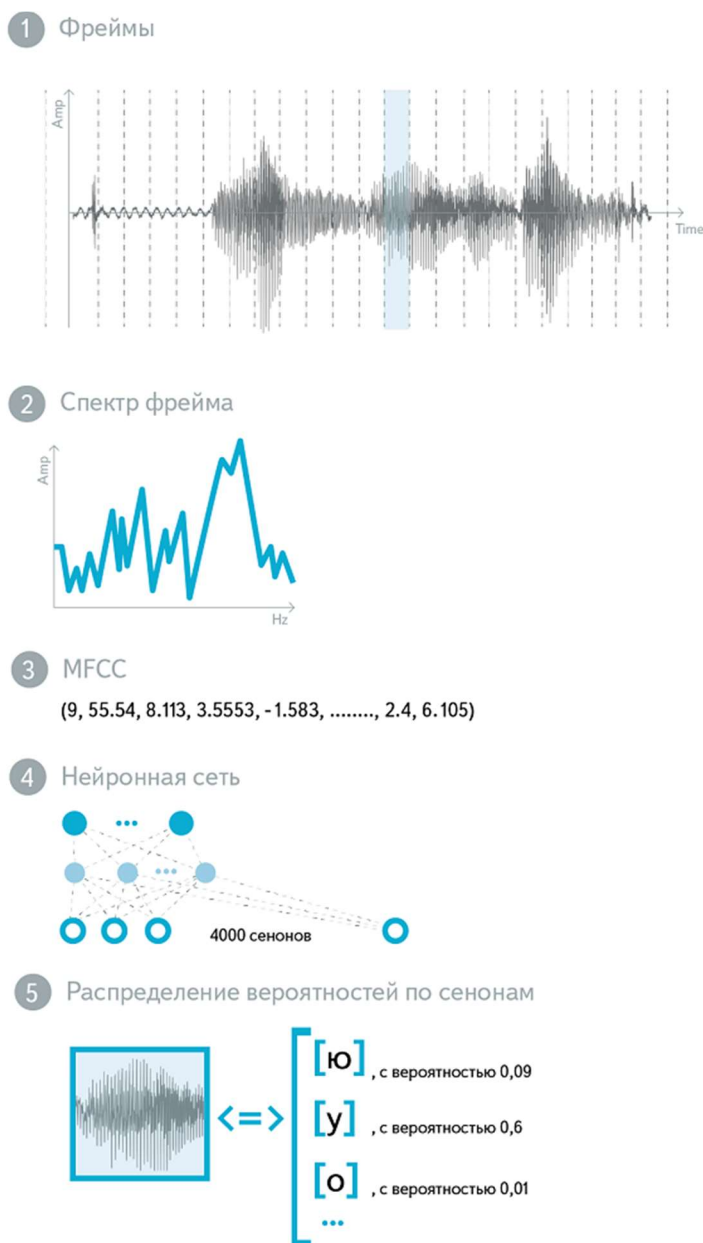 1 Фреймы
Amp
Time
2 Спектр фрейма
Amp
Hz
3 MFCC
(9, 55.54, 8.113, 3.5553, -1.583, ........, 2.4, 6.105)
4 Нейронная сеть
...
...
4000 сенонов
5 Распределение вероятностей по сенонам
<=>
[ю] , с вероятностью 0,09
[у] , с вероятностью 0,6
[о] , с вероятностью 0,01
...